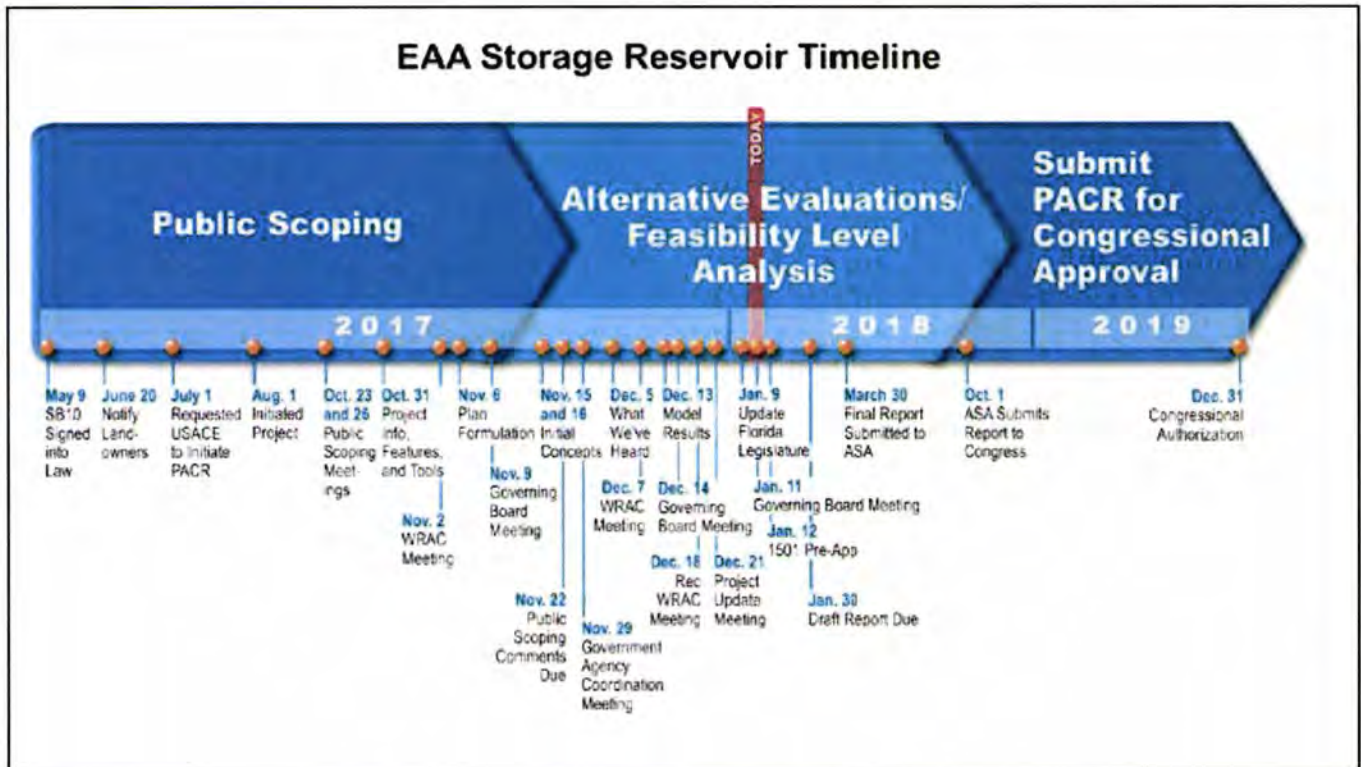 EAA Storage Reservoir Timeline
TODAY
Public Scoping
Alternative Evaluations/
Feasibility Level
Analysis
Submit
PACR for
Congressional
Approval
2017
2018
2019
May 9
SB10
Signed
into
Law
June 20
Notify
Land-
owners
July 1
Requested
USACE
to Initiate
PACR
Aug. 1
Initiated
Project
Oct. 23
and 26
Public
Scoping
Meet-
ings
Oct. 31
Project
info,
Features,
and Tools
Nov. 2
WRAC
Meeting
Nov. 6
Plan
Formulation
Nov. 9
Governing
Board
Meeting
Nov. 15
and 16
Initial
Concepts
Nov. 22
Public
Scoping
Comments
Due
Nov. 29
Government
Agency
Coordination
Meeting
Dec. 5
What
We've
Heard
Dec. 7
WRAC
Meeting
Dec. 13
Model
Results
Dec. 14
Governing
Board Meeting
Dec. 18
Rec
WRAC
Meeting
Dec. 21
Project
Update
Meeting
Jan. 9
Update
Florida
Legislature
Jan. 11
Governing Board Meeting
Jan. 12
1501 Pre-App
Jan. 30
Draft Report Due
March 30
Final Report
Submitted to
ASA
Oct. 1
ASA Submits
Report to
Congress
Dec. 31
Congressional
Authorization